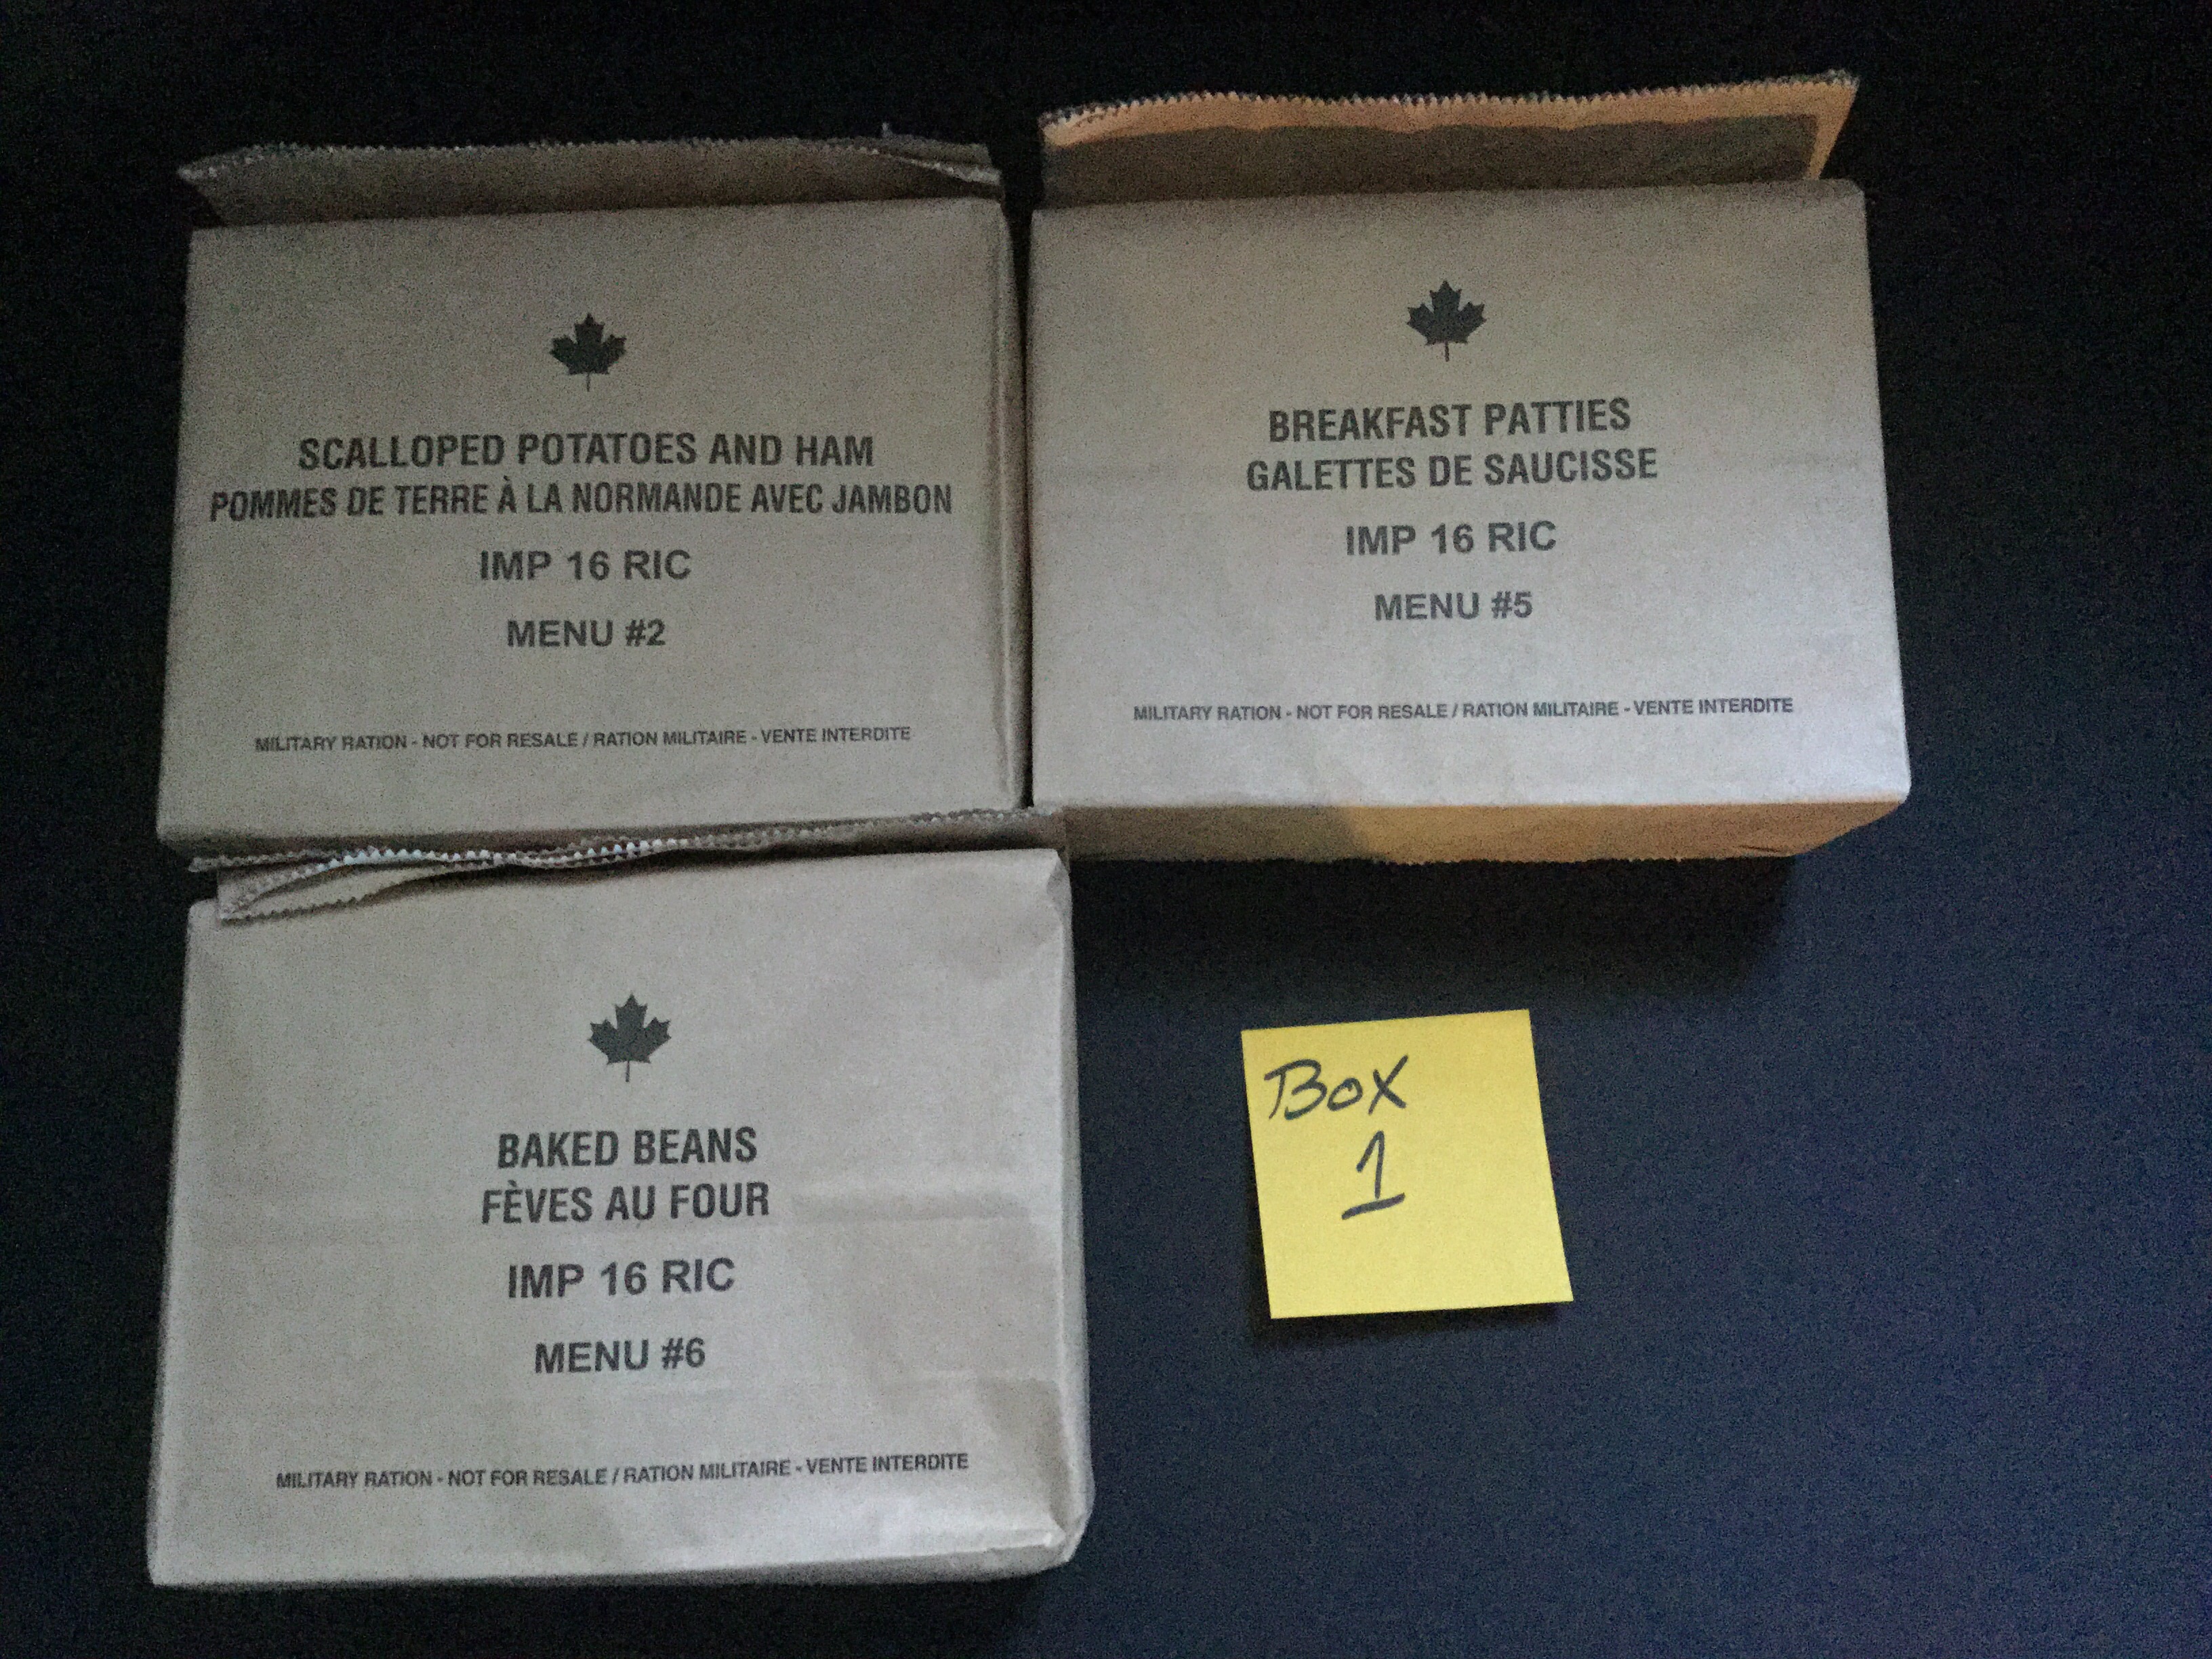 SCALLOPED POTATOES AND HAM
POMMES DE TERRE À LA NORMANDE AVEC JAMBON
IMP 16 RIC
MENU #2
MILITARY RATION - NOT FOR RESALE / RATION MILITAIRE - VENTE INTERDITE
BREAKFAST PATTIES
GALETTES DE SAUCISSE
IMP 16 RIC
MENU #5
MILITARY RATION - NOT FOR RESALE / RATION MILITAIRE - VENTE INTERDITE
BAKED BEANS
FÈVES AU FOUR
IMP 16 RIC
MENU #6
MILITARY RATION - NOT FOR RESALE / RATION MILITAIRE - VENTE INTERDITE
Box
1